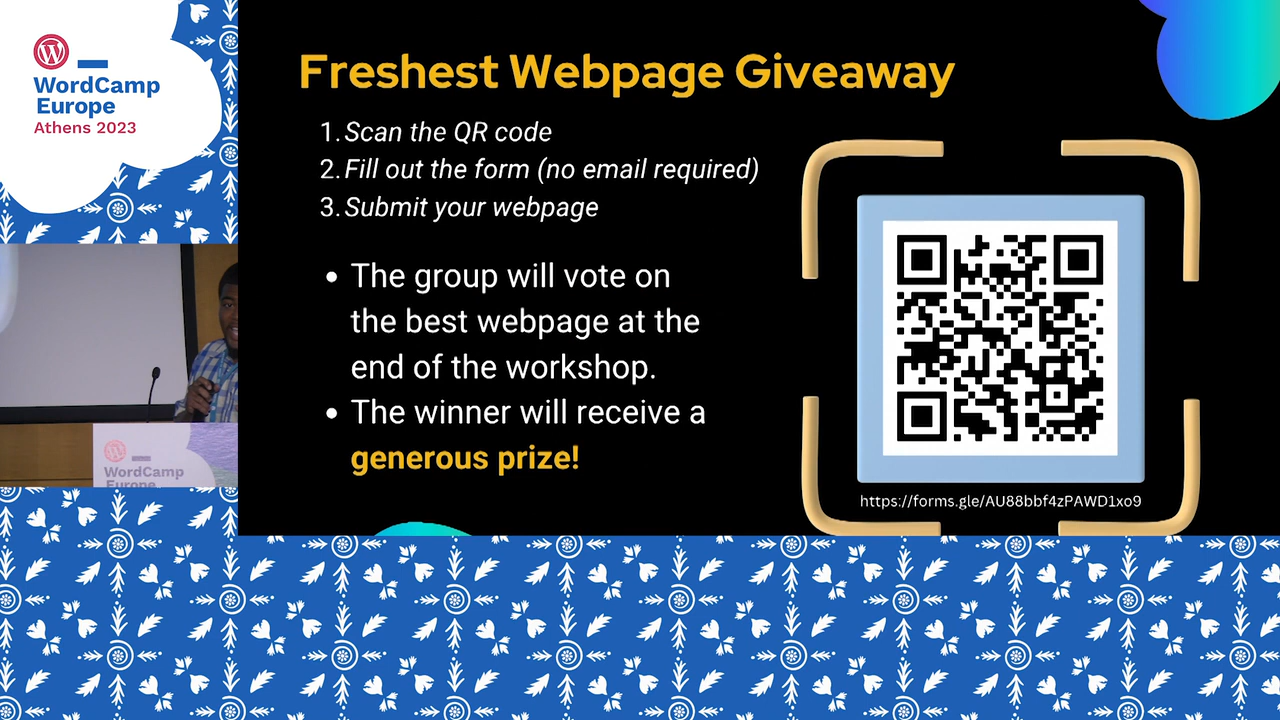 WordCamp
Europe
Athens 2023
Freshest Webpage Giveaway
1. Scan the QR code
2. Fill out the form (no email required)
3. Submit your webpage
• The group will vote on
the best webpage at the
end of the workshop.
• The winner will receive a
generous prize!
https://forms.gle/AU88bbf4zPAWD1xo9
WordCamp
Europe